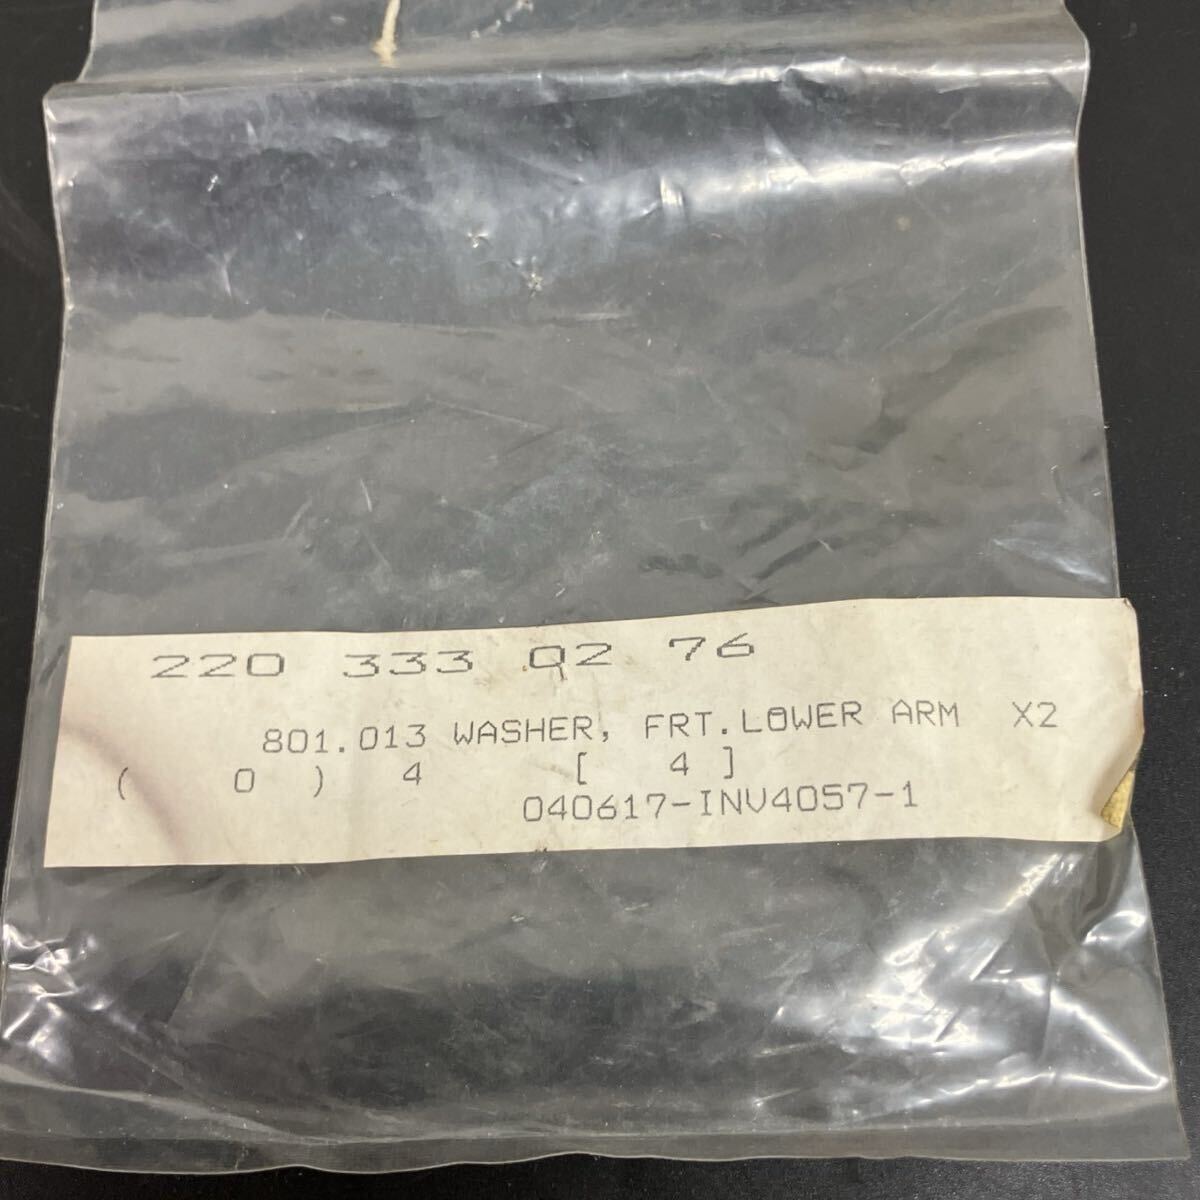 220 333 02 76
801.013 WASHER, FRT.LOWER ARM X2
( 0 ) 4 [ 4 ]
040617-INV4057-1